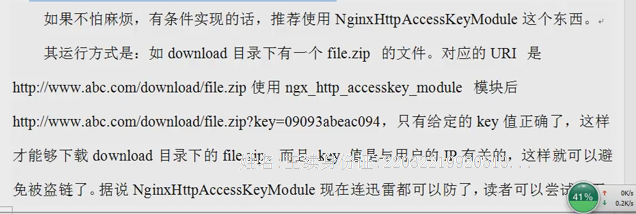 如果不怕麻烦，有条件实现的话，推荐使用 NginxHttpAccessKeyModule 这个东西。
其运行方式是：如 download 目录下有一个 file.zip 的文件。对应的 URI 是
http://www.abc.com/download/file.zip 使用 ngx_http_accesskey_module 模块后
http://www.abc.com/download/file.zip?key=09093abeac094，只有给定的 key 值正确了，这样
才能够下载 download 目录下的 file.zip，而且 key 值是与用户的 IP 有关的，这样就可以避
免被盗链了。据说 NginxHttpAccessKeyModule 现在连迅雷都可以防了，读者可以尝试
41%
0K/s
0.2K/s